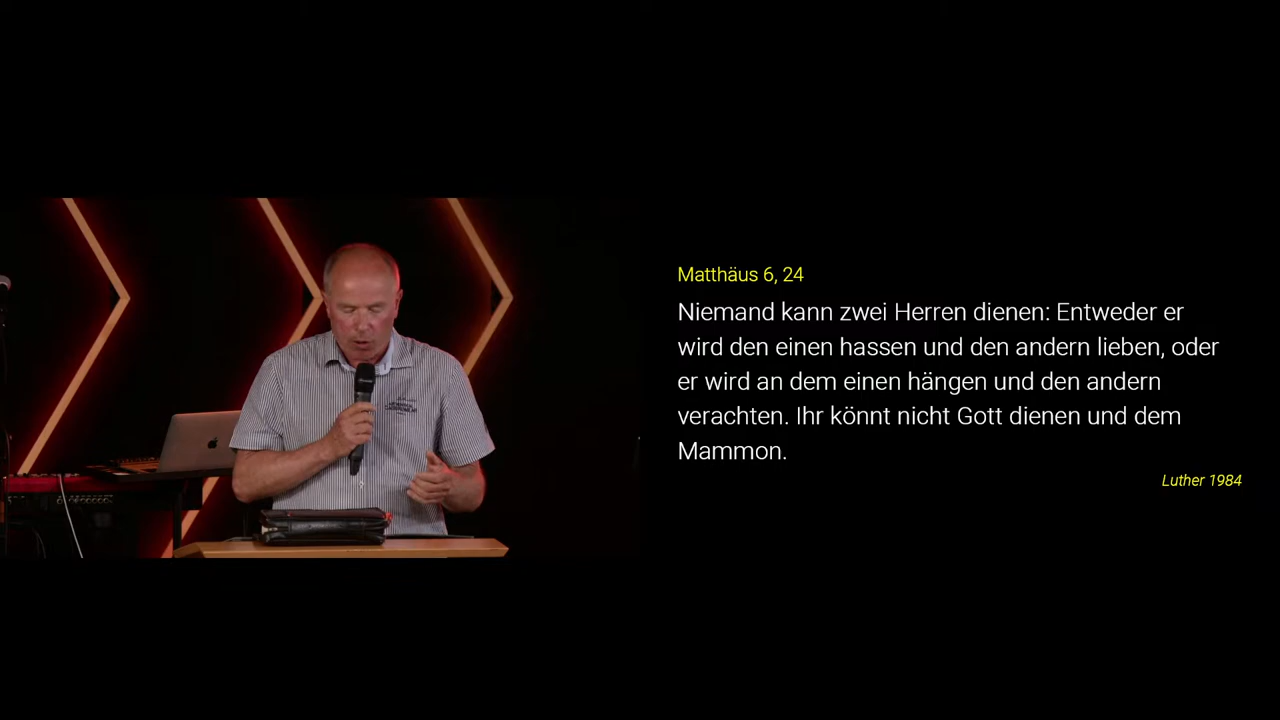 Matthäus 6, 24
Niemand kann zwei Herren dienen: Entweder er
wird den einen hassen und den andern lieben, oder
er wird an dem einen hängen und den andern
verachten. Ihr könnt nicht Gott dienen und dem
Mammon.
Luther 1984